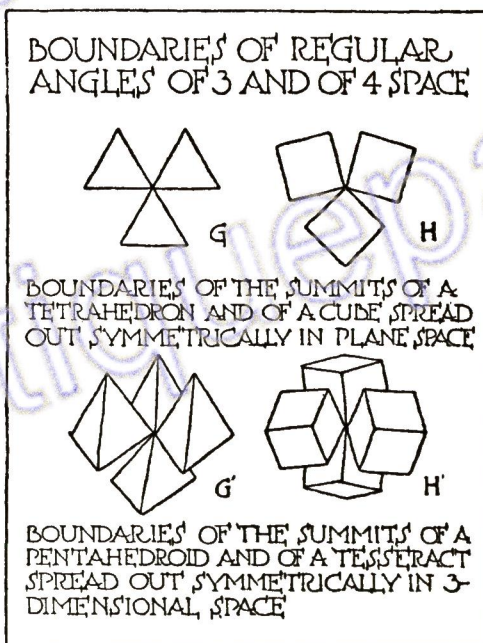 BOUNDARIES OF REGULAR
ANGLES OF 3 AND OF 4 SPACE
G
H
BOUNDARIES OF THE SUMMITS OF A
TETRAHEDRON AND OF A CUBE SPREAD
OUT SYMMETRICALLY IN PLANE SPACE
G'
H'
BOUNDARIES OF THE SUMMITS OF A
PENTAHEDROID AND OF A TESSERACT
SPREAD OUT SYMMETRICALLY IN 3-
DIMENSIONAL SPACE